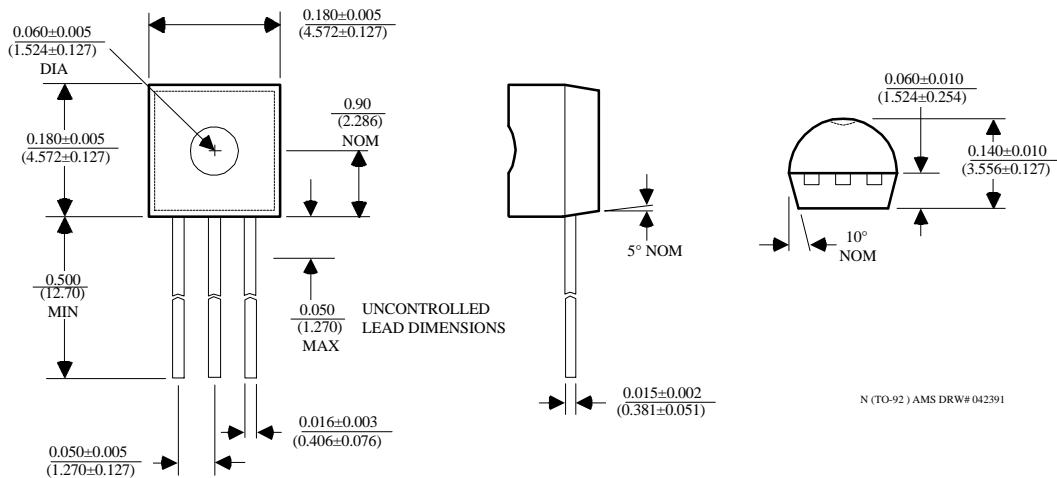 0.180±0.005
(4.572±0.127)
0.060±0.005
(1.524±0.127)
DIA
0.90
(2.286)
NOM
0.180±0.005
(4.572±0.127)
0.500
(12.70)
MIN
0.050
(1.270)
MAX
UNCONTROLLED
LEAD DIMENSIONS
0.016±0.003
(0.406±0.076)
0.050±0.005
(1.270±0.127)
5° NOM
0.015±0.002
(0.381±0.051)
0.060±0.010
(1.524±0.254)
0.140±0.010
(3.556±0.127)
10°
NOM
N (TO-92 ) AMS DRW# 042391